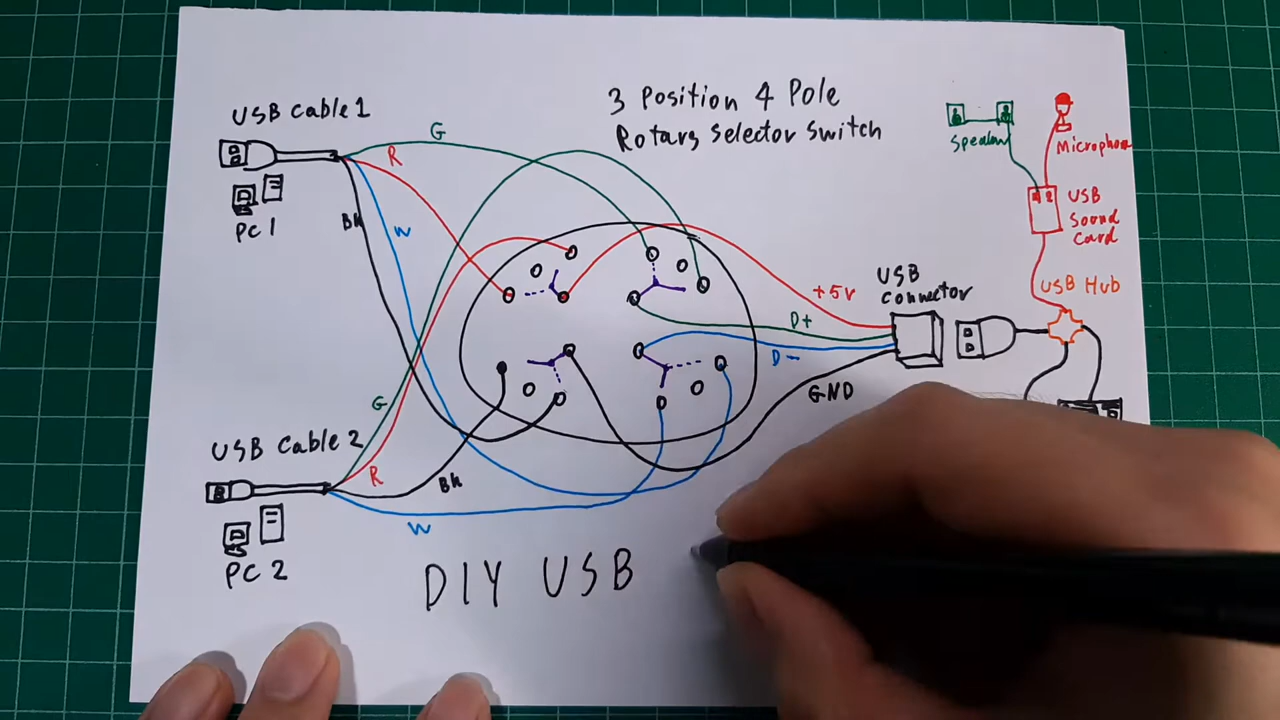 3 Position 4 Pole
Rotary Selector Switch
USB Cable 1
G
R
Bk
W
PC 1
Speaker
Microphone
USB
Sound
Card
USB Hub
USB
Connector
+5v
D+
D-
GND
USB Cable 2
G
R
Bk
W
PC 2
DIY USB